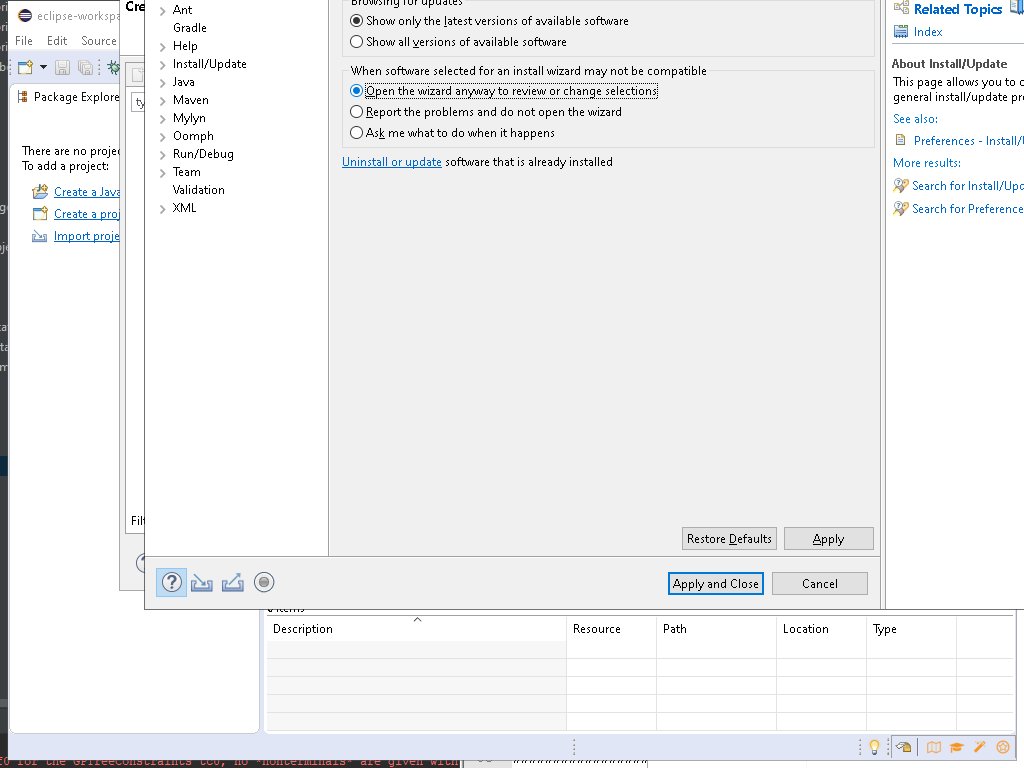 eclipse-workspa
File Edit Source
Package Explore
There are no projec
To add a project:
Create a Java
Create a proj
Import proje
Cre
ty
Filt
Ant
Gradle
Help
Install/Update
Java
Maven
Mylyn
Oomph
Run/Debug
Team
Validation
XML
Browsing for updates
Show only the latest versions of available software
Show all versions of available software
When software selected for an install wizard may not be compatible
Open the wizard anyway to review or change selections
Report the problems and do not open the wizard
Ask me what to do when it happens
Uninstall or update software that is already installed
Restore Defaults Apply
Apply and Close Cancel
Related Topics
Index
About Install/Update
This page allows you to c
general install/update pr
See also:
Preferences - Install/U
More results:
Search for Install/Upd
Search for Preference
items
Description Resource Path Location Type
for the GPTreeConstraints tc0, no *nonterminals* are given with